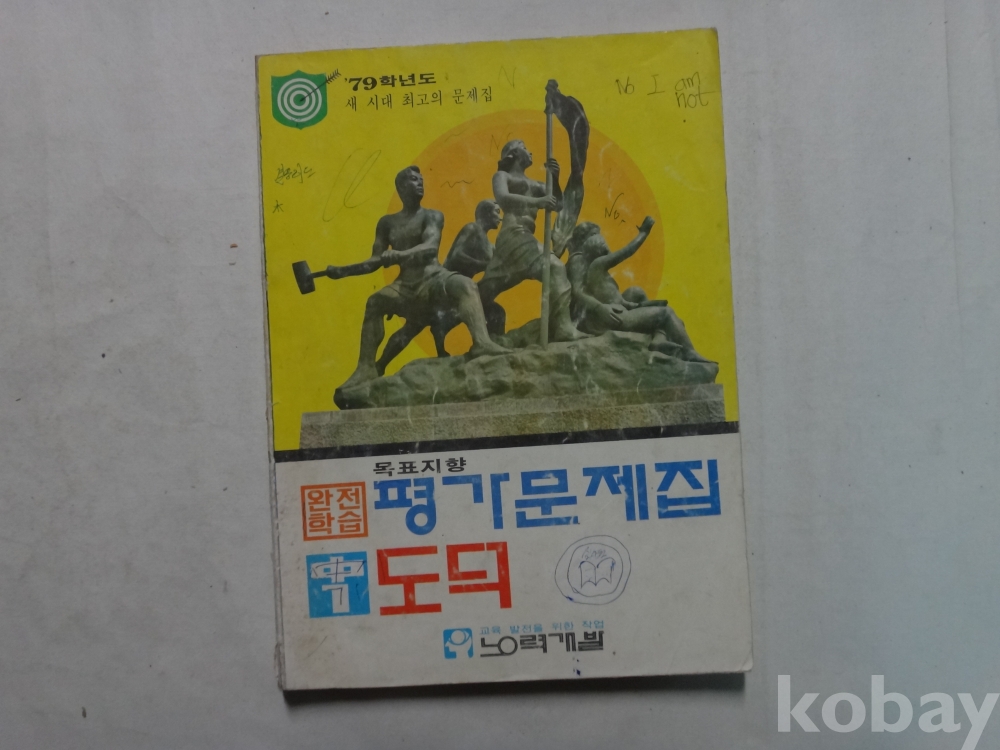 '79학년도
새 시대 최고의 문제집
No I am
not
No.
목표지향
완전
학습
평가문제집
中
도덕
교육 발전을 위한 작업
노력개발
kobay